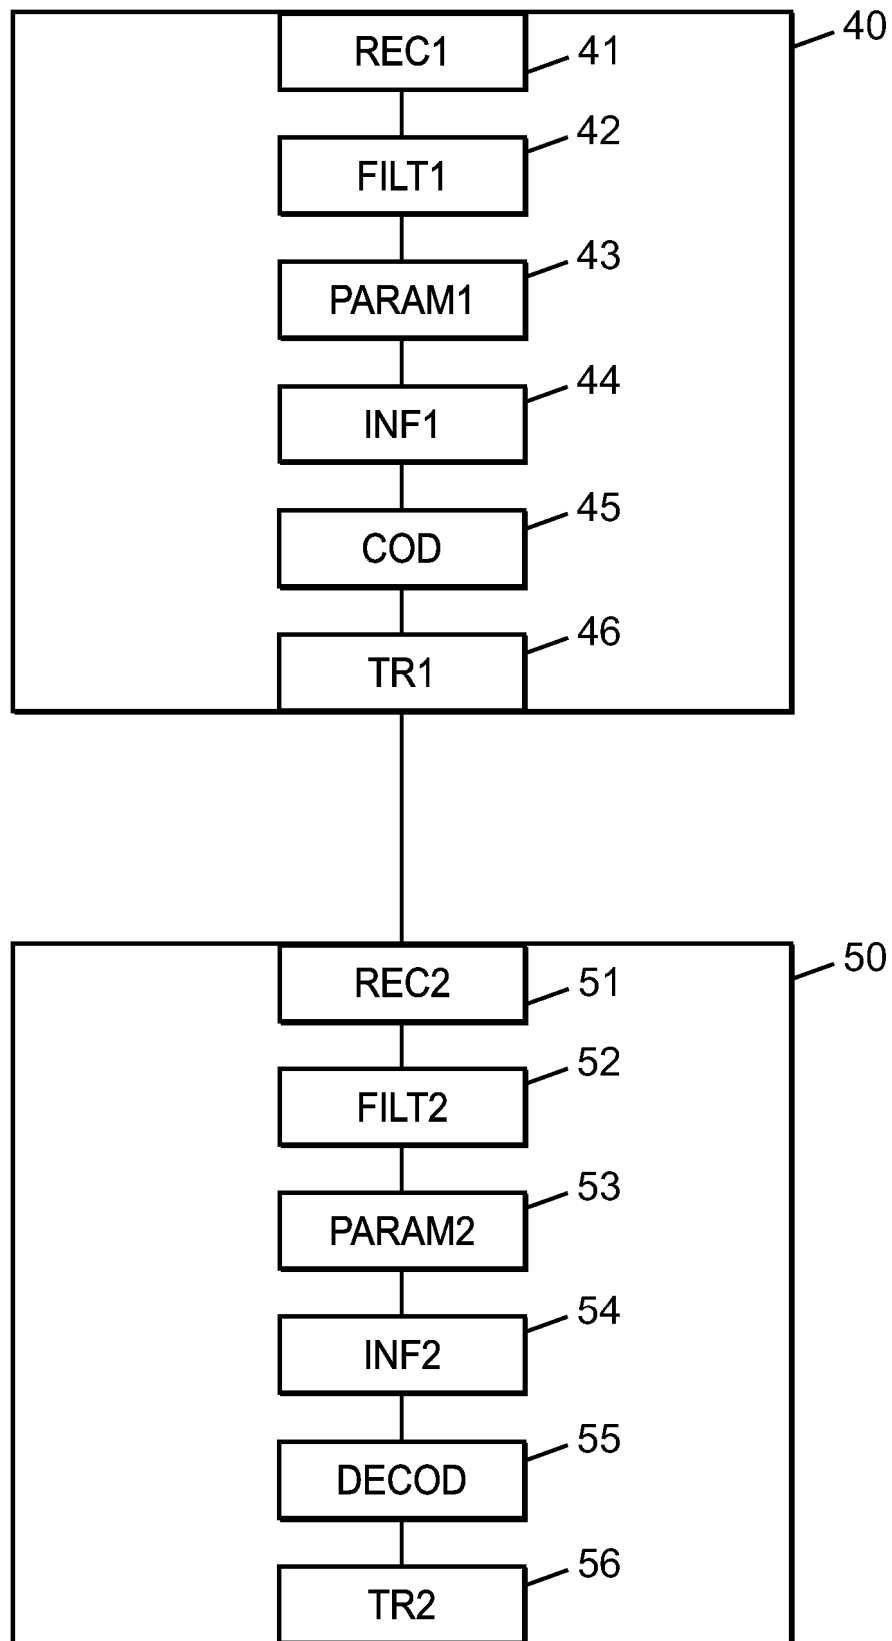 40
REC1
41
42
FILT1
43
PARAM1
44
INF1
45
COD
46
TR1
50
REC2
51
52
FILT2
53
PARAM2
54
INF2
55
DECOD
56
TR2